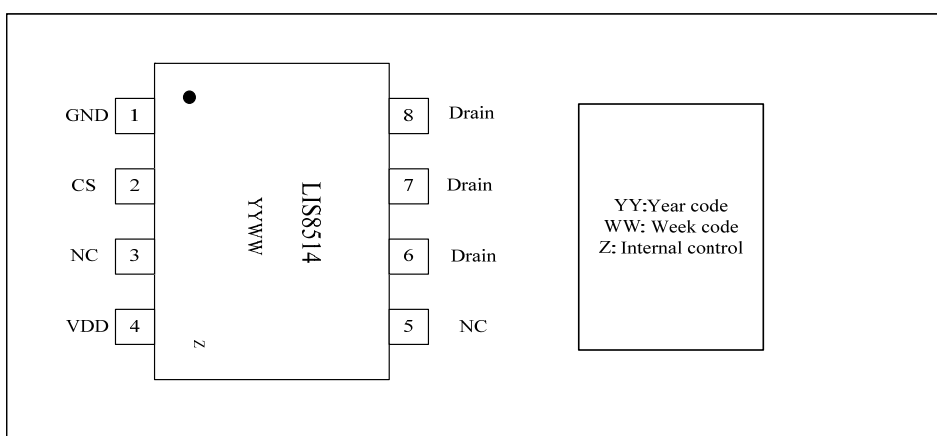 GND 1
CS 2
NC 3
VDD 4
8 Drain
7 Drain
6 Drain
5 NC
LIS8514
YYWW
Z
YY:Year code
WW: Week code
Z: Internal control